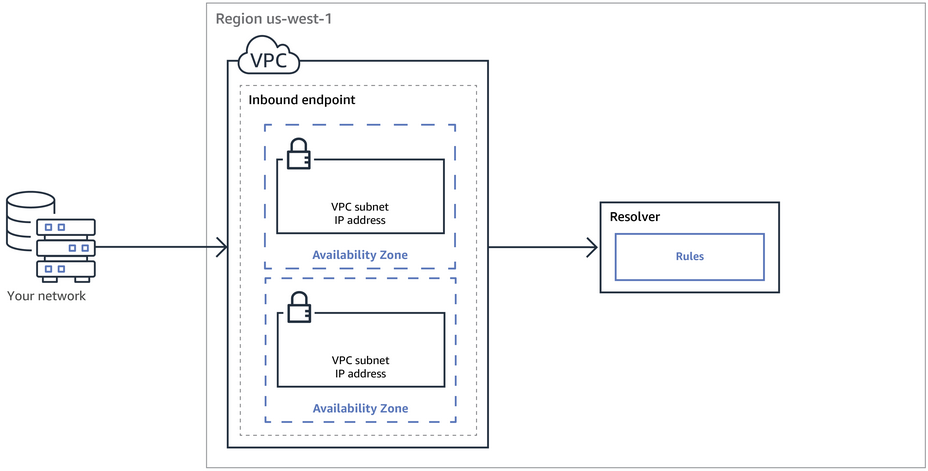 Region us-west-1
VPC
Inbound endpoint
VPC subnet
IP address
Availability Zone
VPC subnet
IP address
Availability Zone
Your network
Resolver
Rules